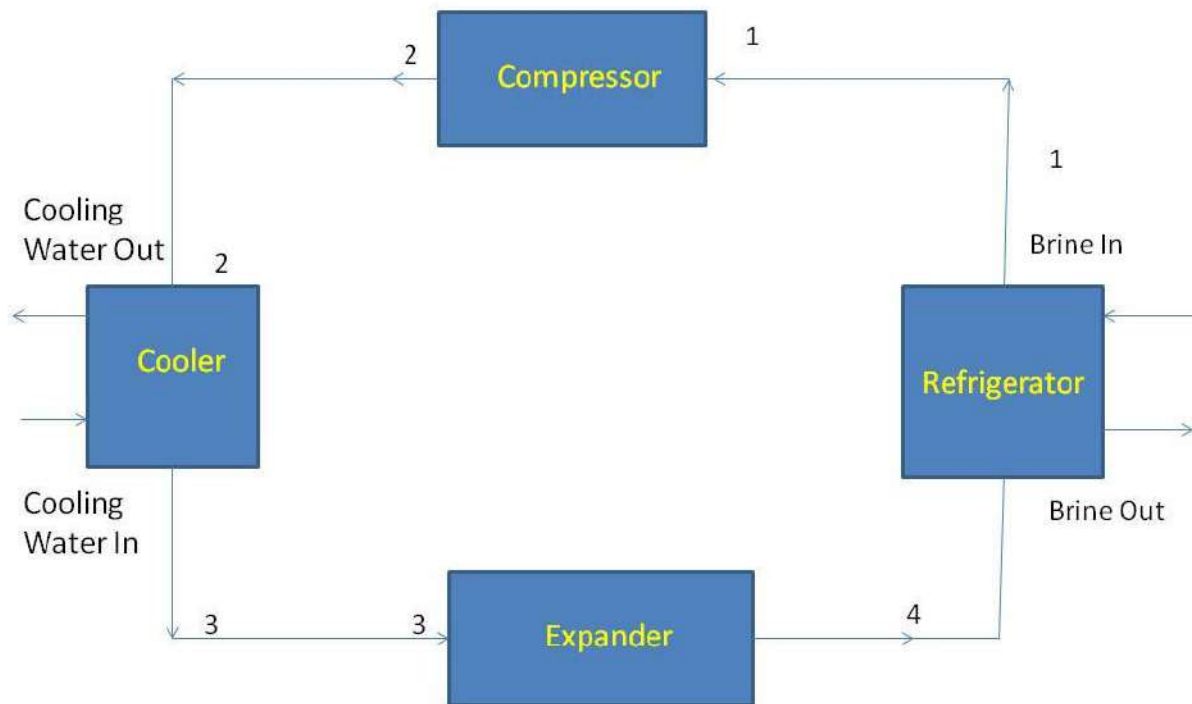 2
1
Compressor
1
Cooling
Water Out
2
Brine In
Cooler
Refrigerator
Cooling
Water In
Brine Out
3
3
Expander
4